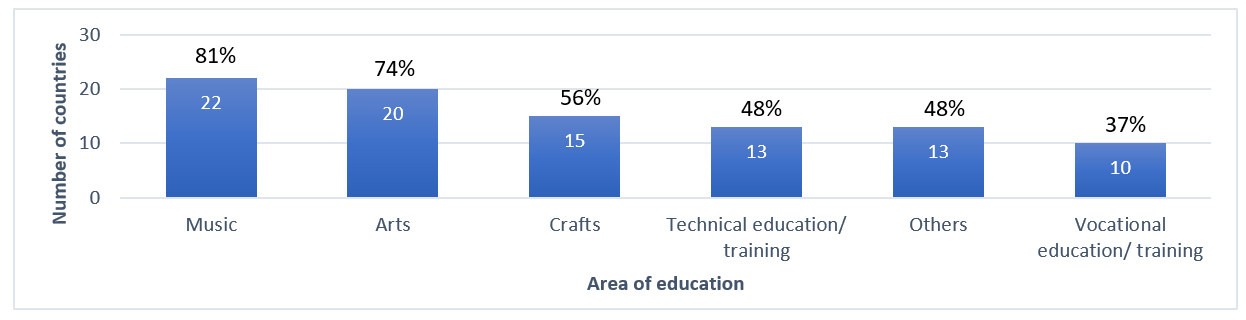 30
20
10
0
Number of countries
81%
74%
56%
48%
48%
37%
22
20
15
13
13
10
Music
Arts
Crafts
Technical education/
training
Others
Vocational
education/ training
Area of education